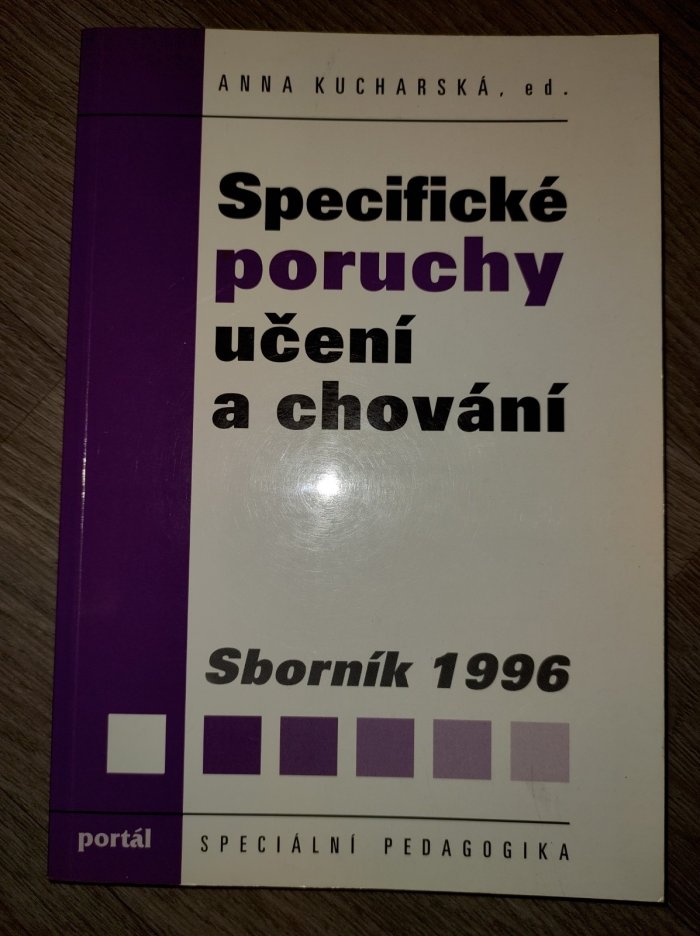 ANNA KUCHARSKÁ, ed.
Specifické
poruchy
učení
a chování
Sborník 1996
portál
SPECIÁLNÍ PEDAGOGIKA